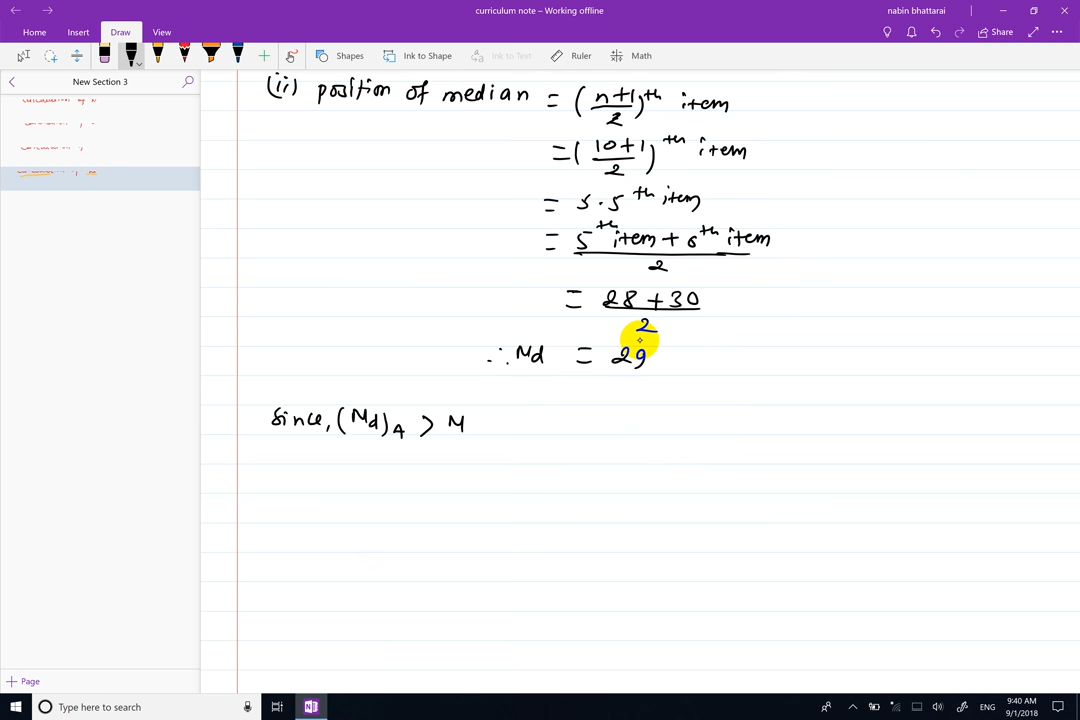 curriculum note – Working offline
nabin bhattarai
Home Insert Draw View
Share
Shapes Ink to Shape Ink to Text Ruler Math
New Section 3
(ii) position of median = (n+1/2)th item
= (10+1/2)th item
= 5.5th item
= 5th item + 6th item / 2
= 28 + 30 / 2
∴ Md = 29
Since, (Md)A > M
+ Page
Type here to search
ENG
9:40 AM
9/1/2018